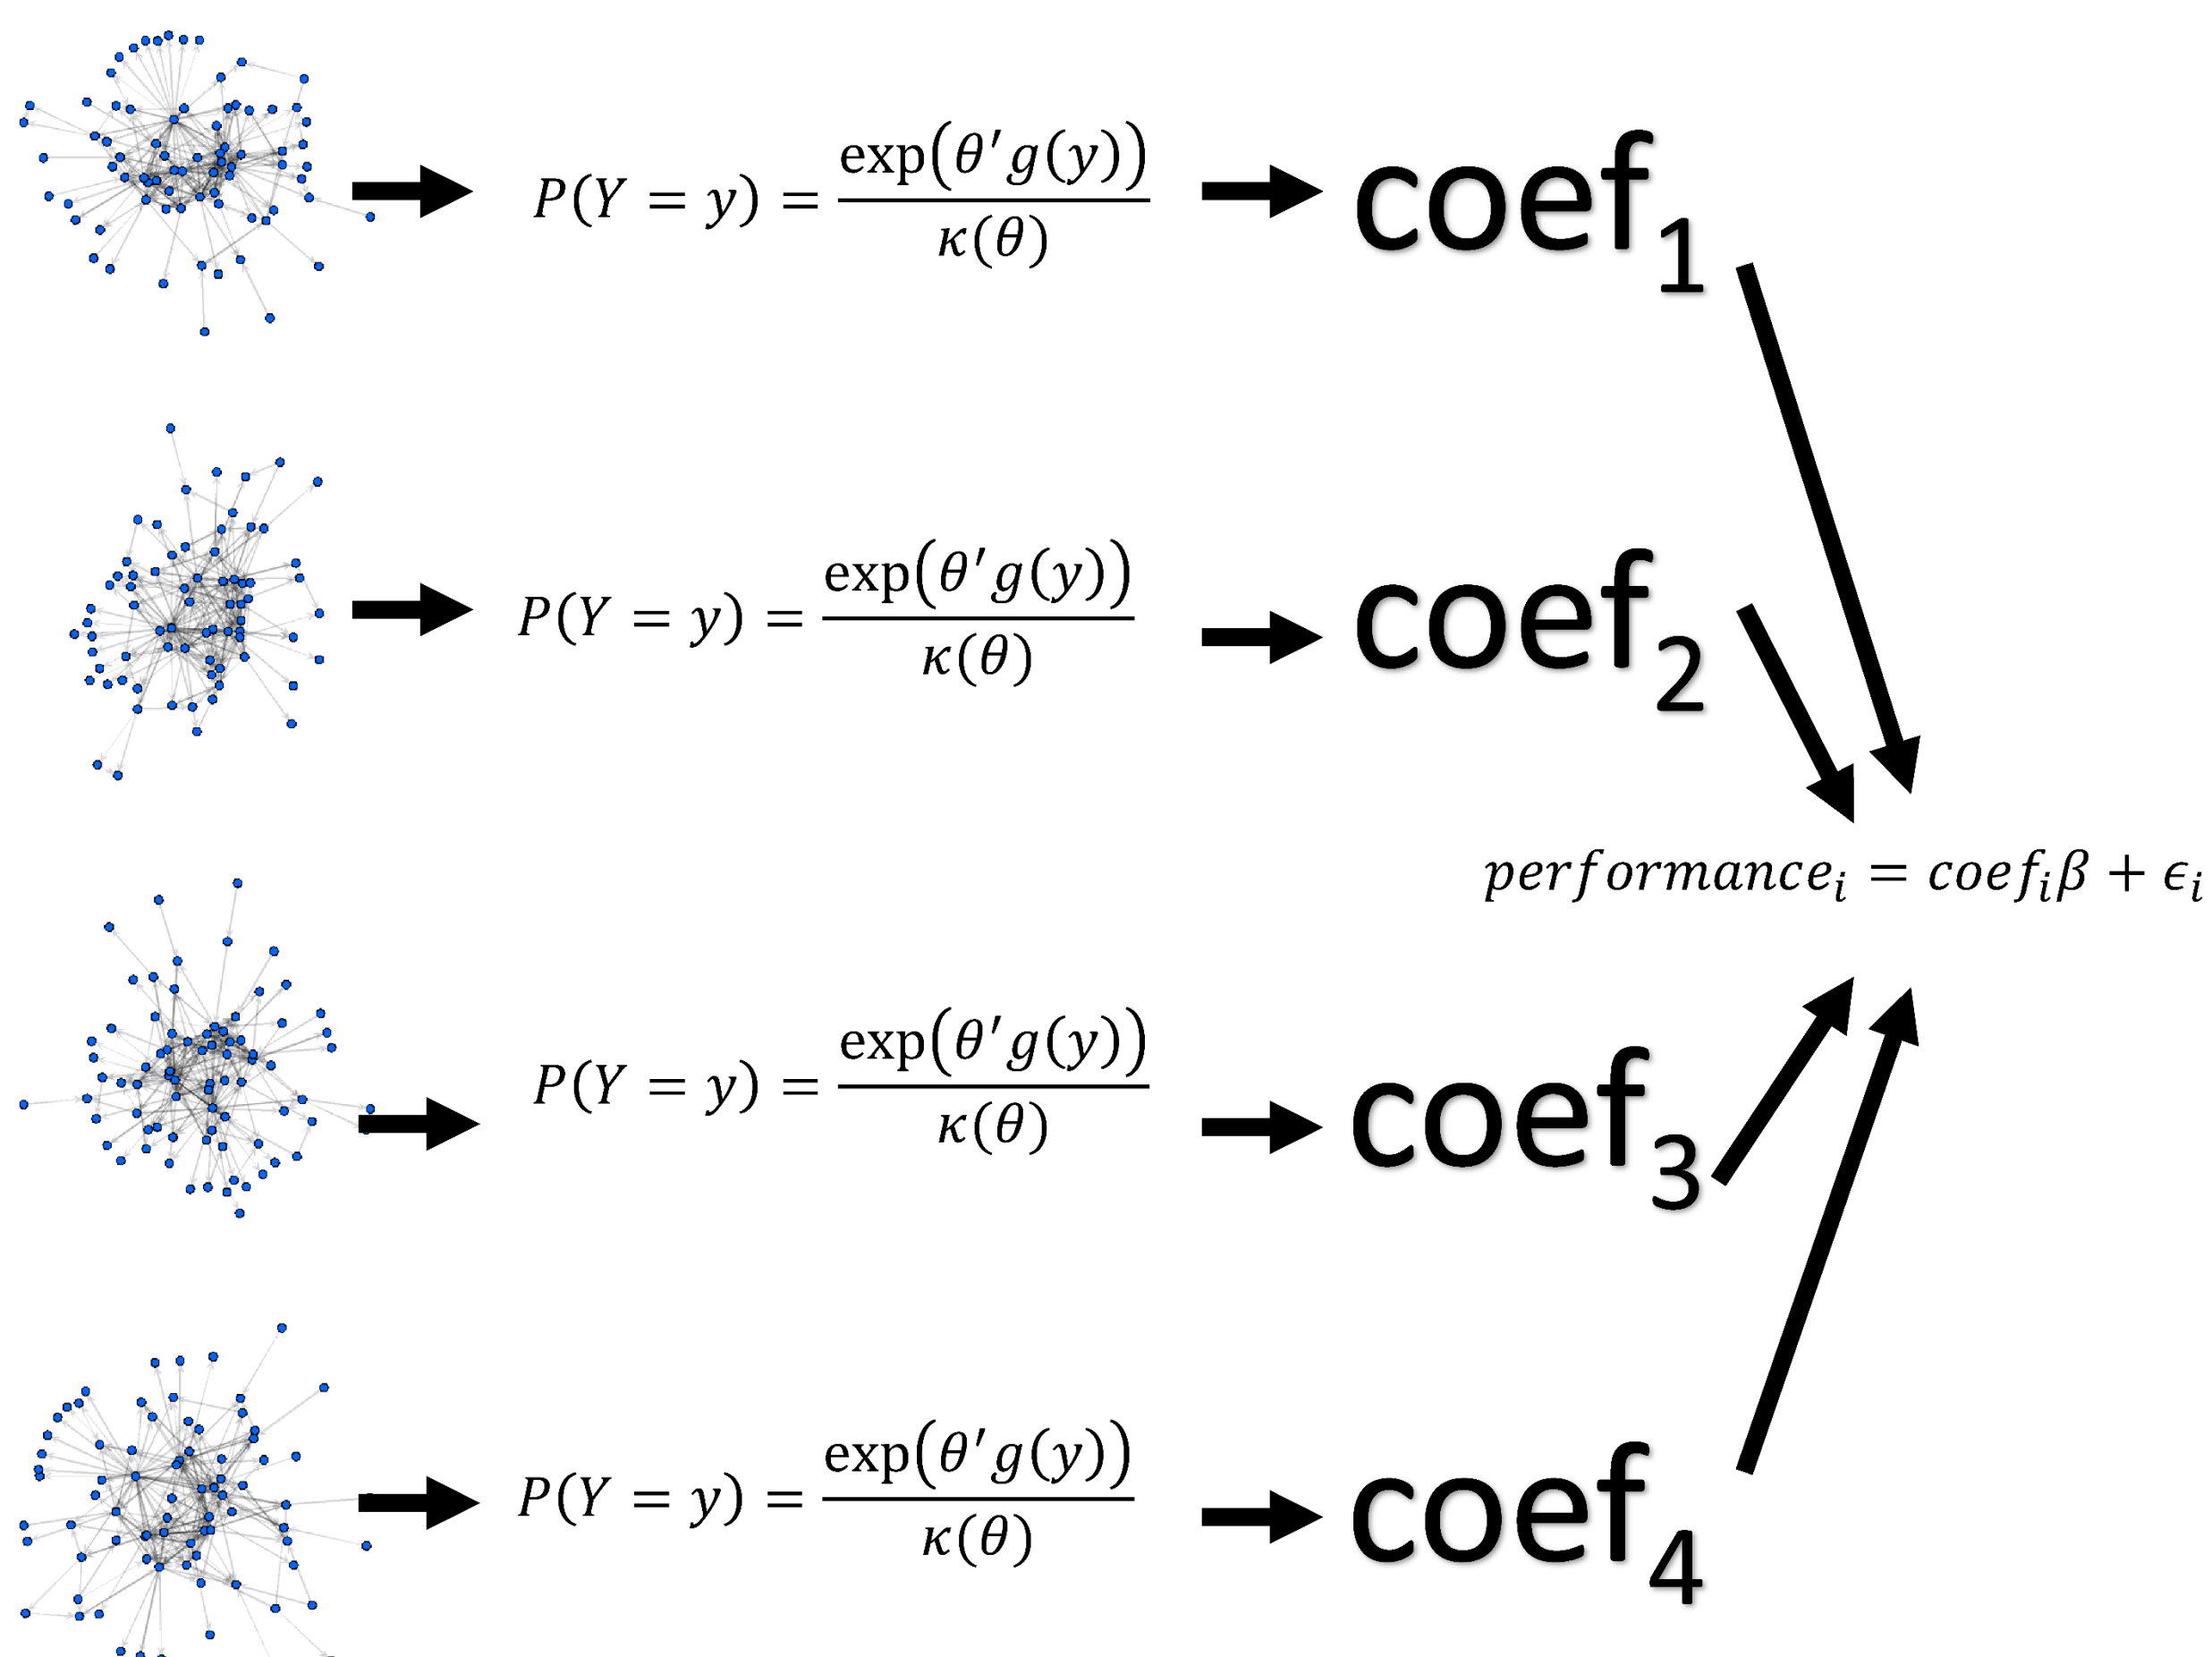 P(Y = y) = exp(θ′g(y)) / κ(θ)
coef₁
P(Y = y) = exp(θ′g(y)) / κ(θ)
coef₂
performanceᵢ = coefᵢβ + ϵᵢ
P(Y = y) = exp(θ′g(y)) / κ(θ)
coef₃
P(Y = y) = exp(θ′g(y)) / κ(θ)
coef₄